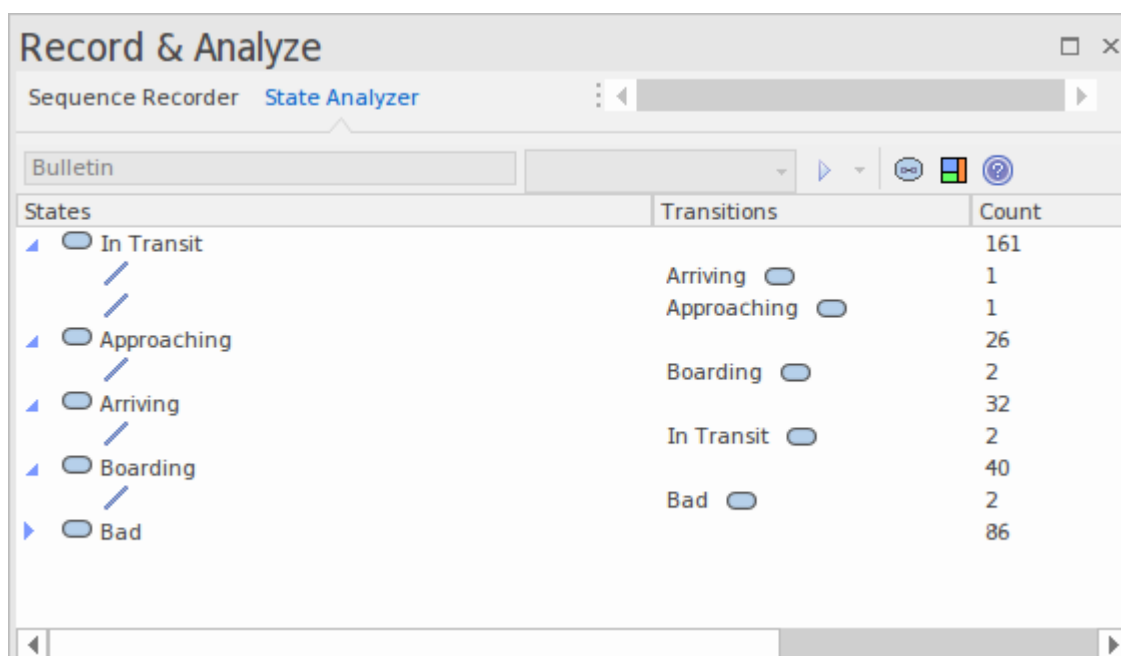 Record & Analyze
Sequence Recorder State Analyzer
Bulletin
States Transitions Count
In Transit 161
Arriving 1
Approaching 1
Approaching 26
Boarding 2
Arriving 32
In Transit 2
Boarding 40
Bad 2
Bad 86